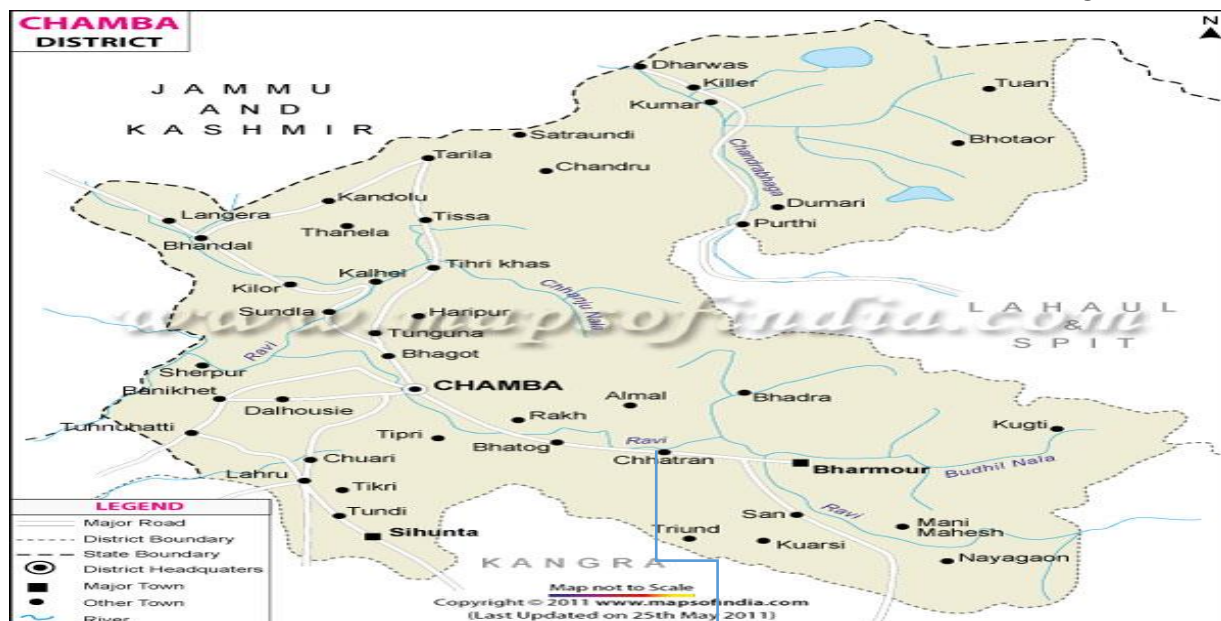 CHAMBA
DISTRICT
N
JAMMU
AND
KASHMIR
Dharwas
Killer
Kumar
Tuan
Satraundi
Bhotaor
Tarila
Chandru
Chandrabhaga
Kandolu
Dumari
Langera
Thanela
Tissa
Purthi
Bhandal
Tihri khas
Kalhel
Kilor
Chhanju Nala
Sundla
Haripur
LAHAUL
&
SPIT
www.mapsofindia.com
Tunguna
Ravi
Bhagot
Sherpur
Banikhet
CHAMBA
Dalhousie
Almal
Bhadra
Rakh
Kugti
Tunnuhatti
Tipri
Bhatog
Ravi
Chhatran
Chuari
Bharmour
Budhil Nala
Lahru
Tikri
LEGEND
Major Road
District Boundary
State Boundary
District Headquaters
Major Town
Other Town
River
Tundi
Sihunta
San
Ravi
Triund
Kuarsi
Mani
Mahesh
Nayagaon
KANGRA
Map not to Scale
Copyright © 2011 www.mapsofindia.com
(Last Updated on 25th May 2011)